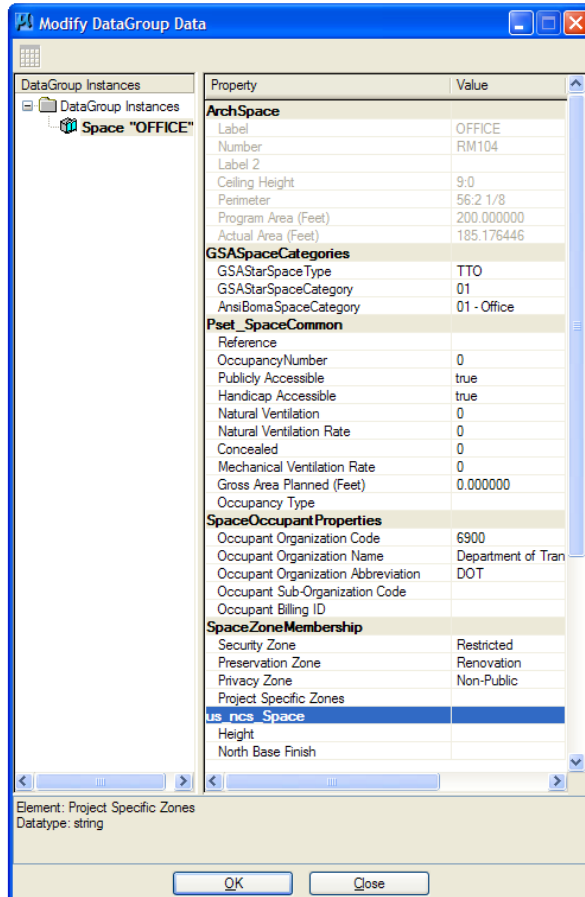 Modify DataGroup Data
DataGroup Instances
DataGroup Instances
Space "OFFICE"
Property Value
ArchSpace
Label OFFICE
Number RM104
Label 2
Ceiling Height 9:0
Perimeter 56:2 1/8
Program Area (Feet) 200.000000
Actual Area (Feet) 185.176446
GSASpaceCategories
GSAStarSpaceType TTO
GSAStarSpaceCategory 01
AnsiBomaSpaceCategory 01 - Office
Pset_SpaceCommon
Reference
OccupancyNumber 0
Publicly Accessible true
Handicap Accessible true
Natural Ventilation 0
Natural Ventilation Rate 0
Concealed 0
Mechanical Ventilation Rate 0
Gross Area Planned (Feet) 0.000000
Occupancy Type
SpaceOccupantProperties
Occupant Organization Code 6900
Occupant Organization Name Department of Tran
Occupant Organization Abbreviation DOT
Occupant Sub-Organization Code
Occupant Billing ID
SpaceZoneMembership
Security Zone Restricted
Preservation Zone Renovation
Privacy Zone Non-Public
Project Specific Zones
us_ncs_Space
Height
North Base Finish
Element: Project Specific Zones
Datatype: string
OK Close